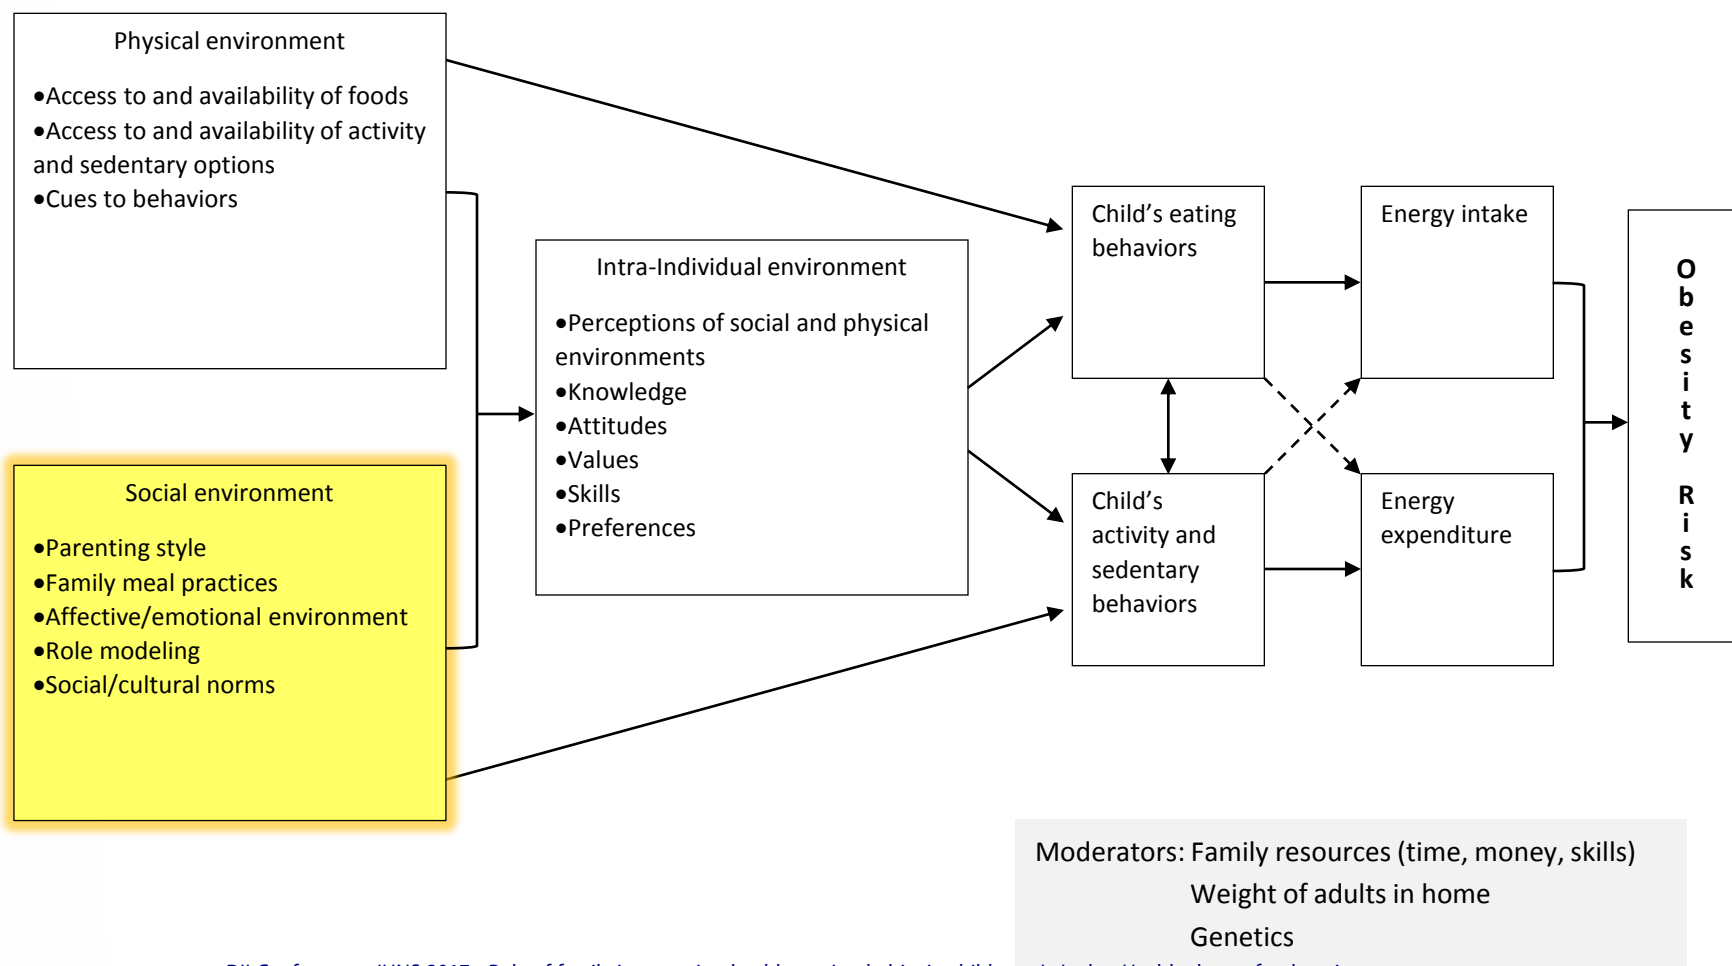 Physical environment
•Access to and availability of foods
•Access to and availability of activity
and sedentary options
•Cues to behaviors
Social environment
•Parenting style
•Family meal practices
•Affective/emotional environment
•Role modeling
•Social/cultural norms
Intra-Individual environment
•Perceptions of social and physical
environments
•Knowledge
•Attitudes
•Values
•Skills
•Preferences
Child’s eating
behaviors
Child’s
activity and
sedentary
behaviors
Energy intake
Energy
expenditure
Obesity Risk
Moderators: Family resources (time, money, skills)
Weight of adults in home
Genetics